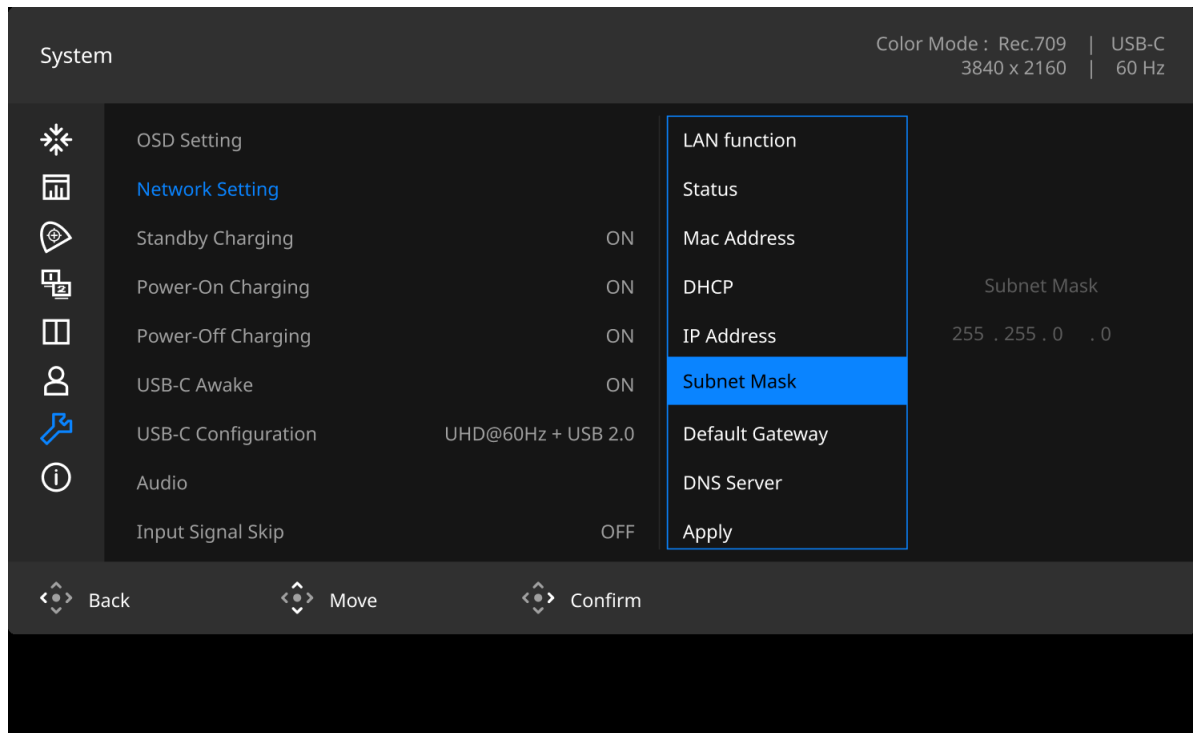 System
Color Mode : Rec.709 | USB-C
3840 x 2160 | 60 Hz
OSD Setting
Network Setting
Standby Charging ON
Power-On Charging ON
Power-Off Charging ON
USB-C Awake ON
USB-C Configuration UHD@60Hz + USB 2.0
Audio
Input Signal Skip OFF
LAN function
Status
Mac Address
DHCP
IP Address
Subnet Mask
Default Gateway
DNS Server
Apply
Subnet Mask
255 . 255 . 0 . 0
Back Move Confirm